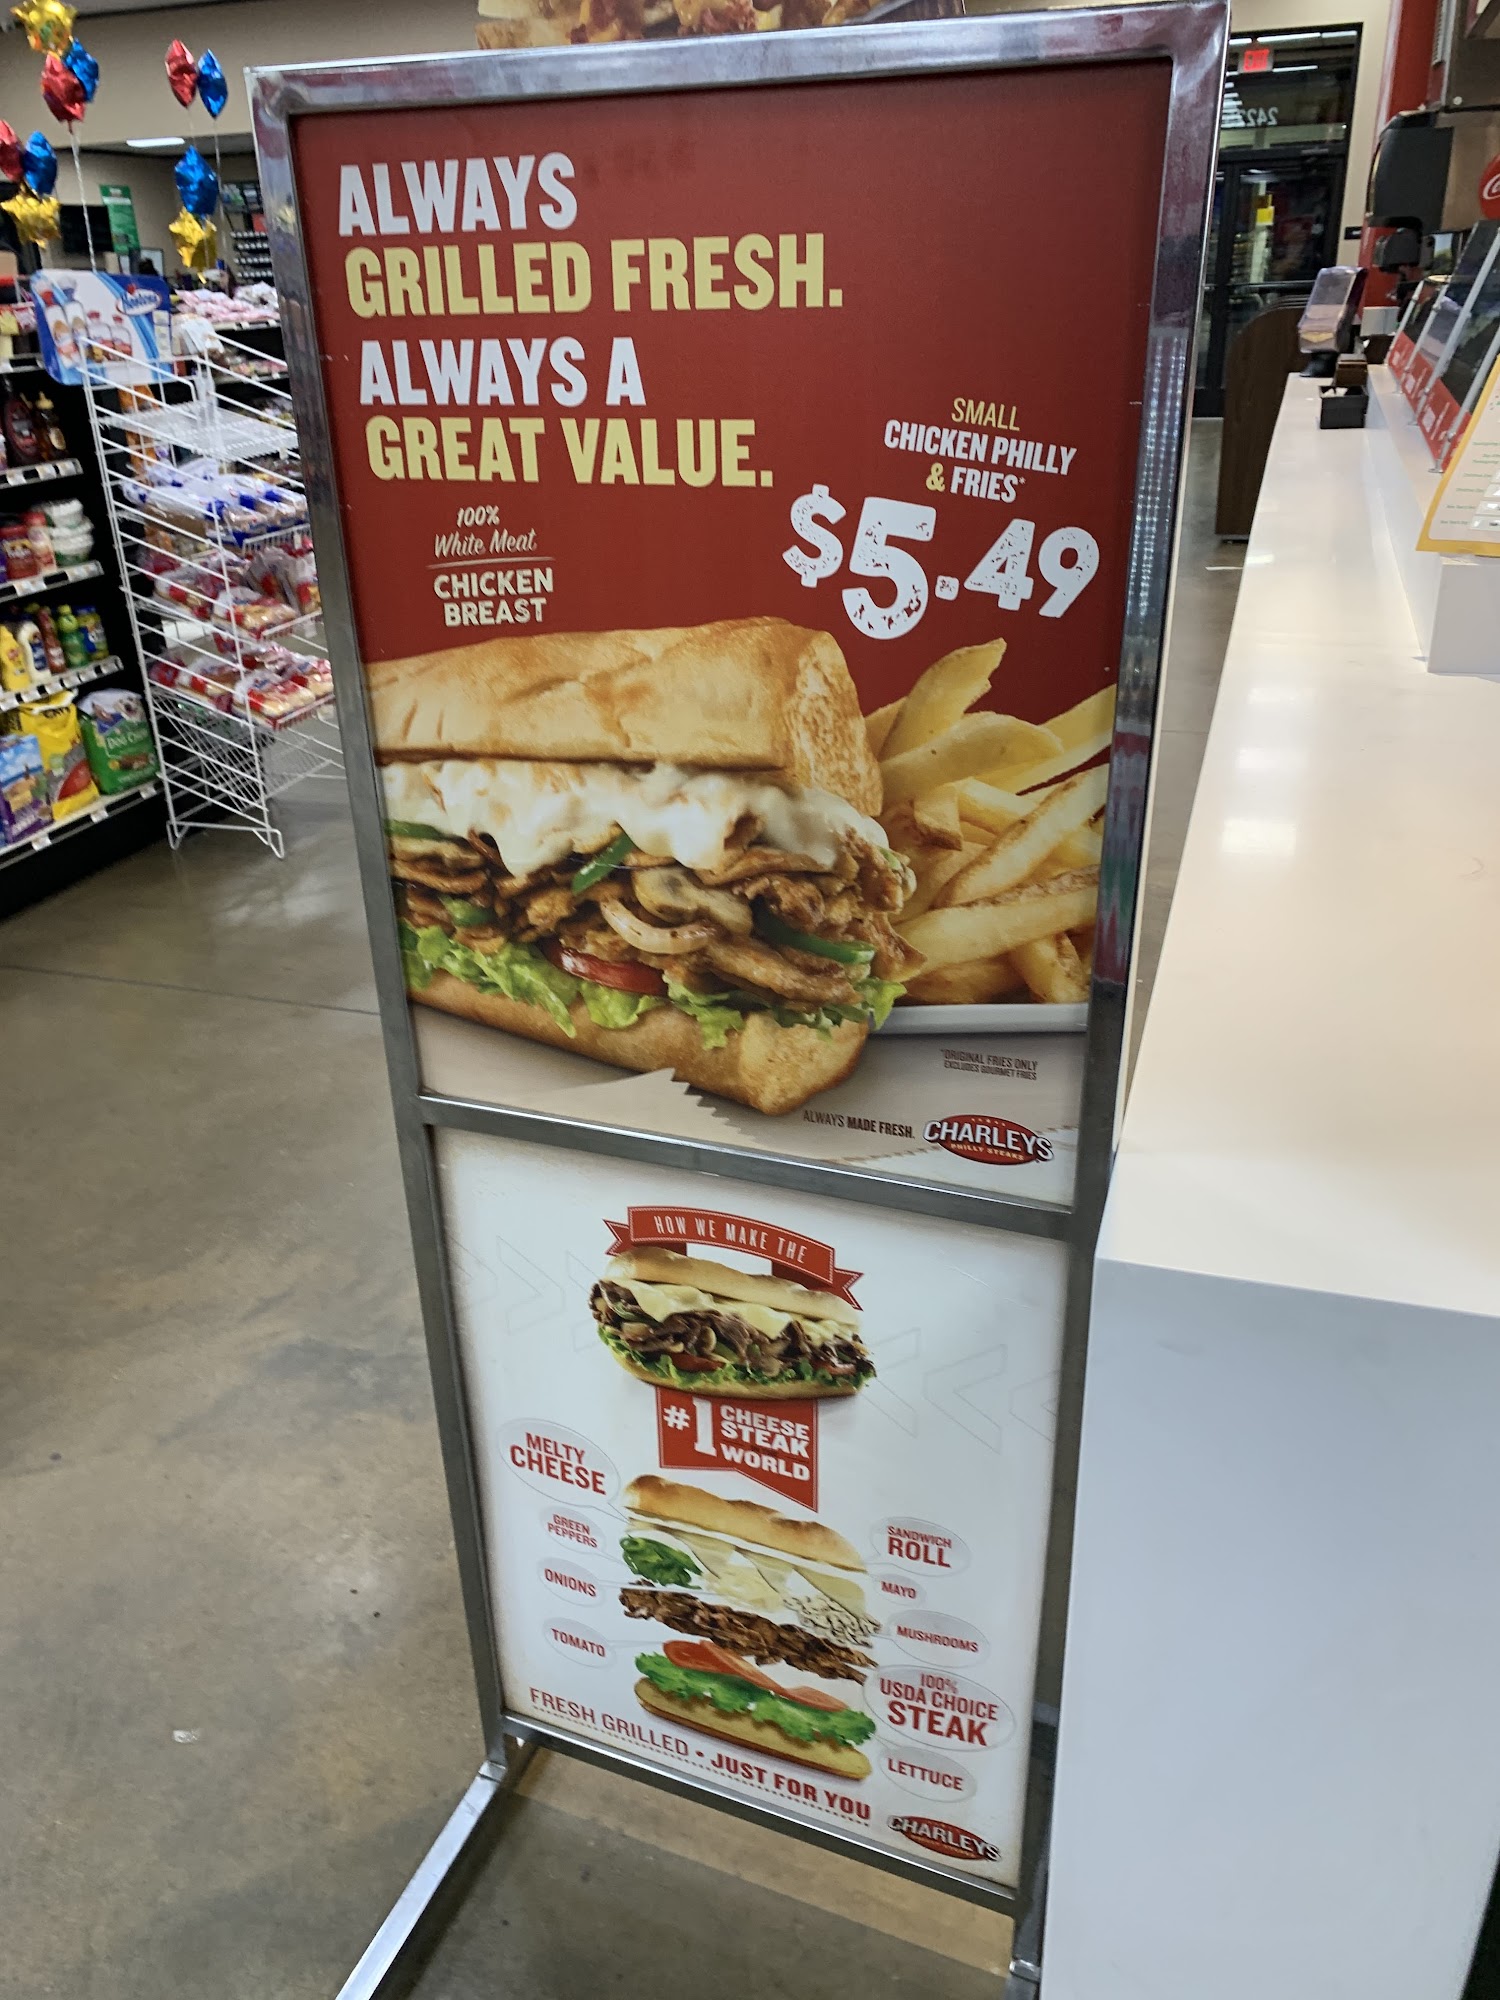 EXIT
ALWAYS
GRILLED FRESH.
ALWAYS A
GREAT VALUE.
SMALL
CHICKEN PHILLY
& FRIES*
$5.49
100%
White Meat
CHICKEN
BREAST
*ORIGINAL FRIES ONLY
EXCLUDES GOURMET FRIES
ALWAYS MADE FRESH.
CHARLEYS
PHILLY STEAKS
HOW WE MAKE THE
#1 CHEESE
STEAK
WORLD
MELTY
CHEESE
GREEN
PEPPERS
ONIONS
TOMATO
SANDWICH
ROLL
MAYO
MUSHROOMS
100%
USDA CHOICE
STEAK
LETTUCE
FRESH GRILLED • JUST FOR YOU
CHARLEYS
Hostess